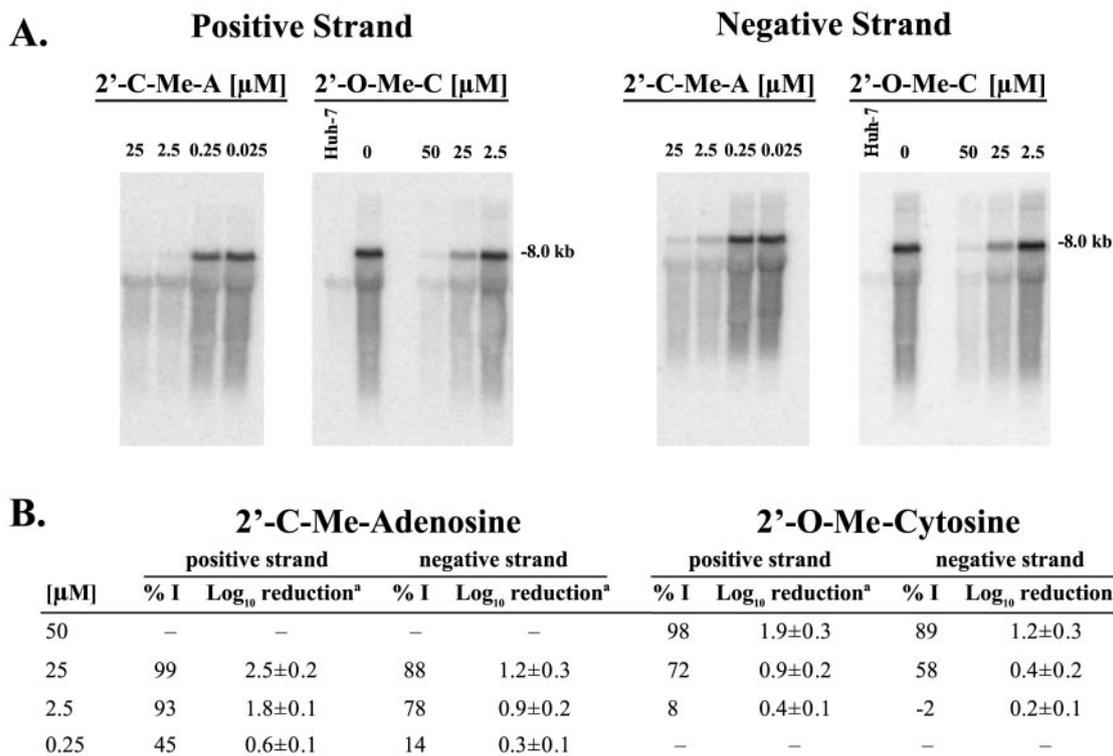 A. Positive Strand Negative Strand
2'-C-Me-A [µM] 2'-O-Me-C [µM] 2'-C-Me-A [µM] 2'-O-Me-C [µM]
25 2.5 0.25 0.025 Huh-7 0 50 25 2.5 25 2.5 0.25 0.025 Huh-7 0 50 25 2.5
-8.0 kb -8.0 kb
B. 2'-C-Me-Adenosine 2'-O-Me-Cytosine
positive strand negative strand positive strand negative strand
[µM] % I Log10 reductionª % I Log10 reductionª % I Log10 reductionª % I Log10 reduction
50 – – – – 98 1.9±0.3 89 1.2±0.3
25 99 2.5±0.2 88 1.2±0.3 72 0.9±0.2 58 0.4±0.2
2.5 93 1.8±0.1 78 0.9±0.2 8 0.4±0.1 -2 0.2±0.1
0.25 45 0.6±0.1 14 0.3±0.1 – – – –